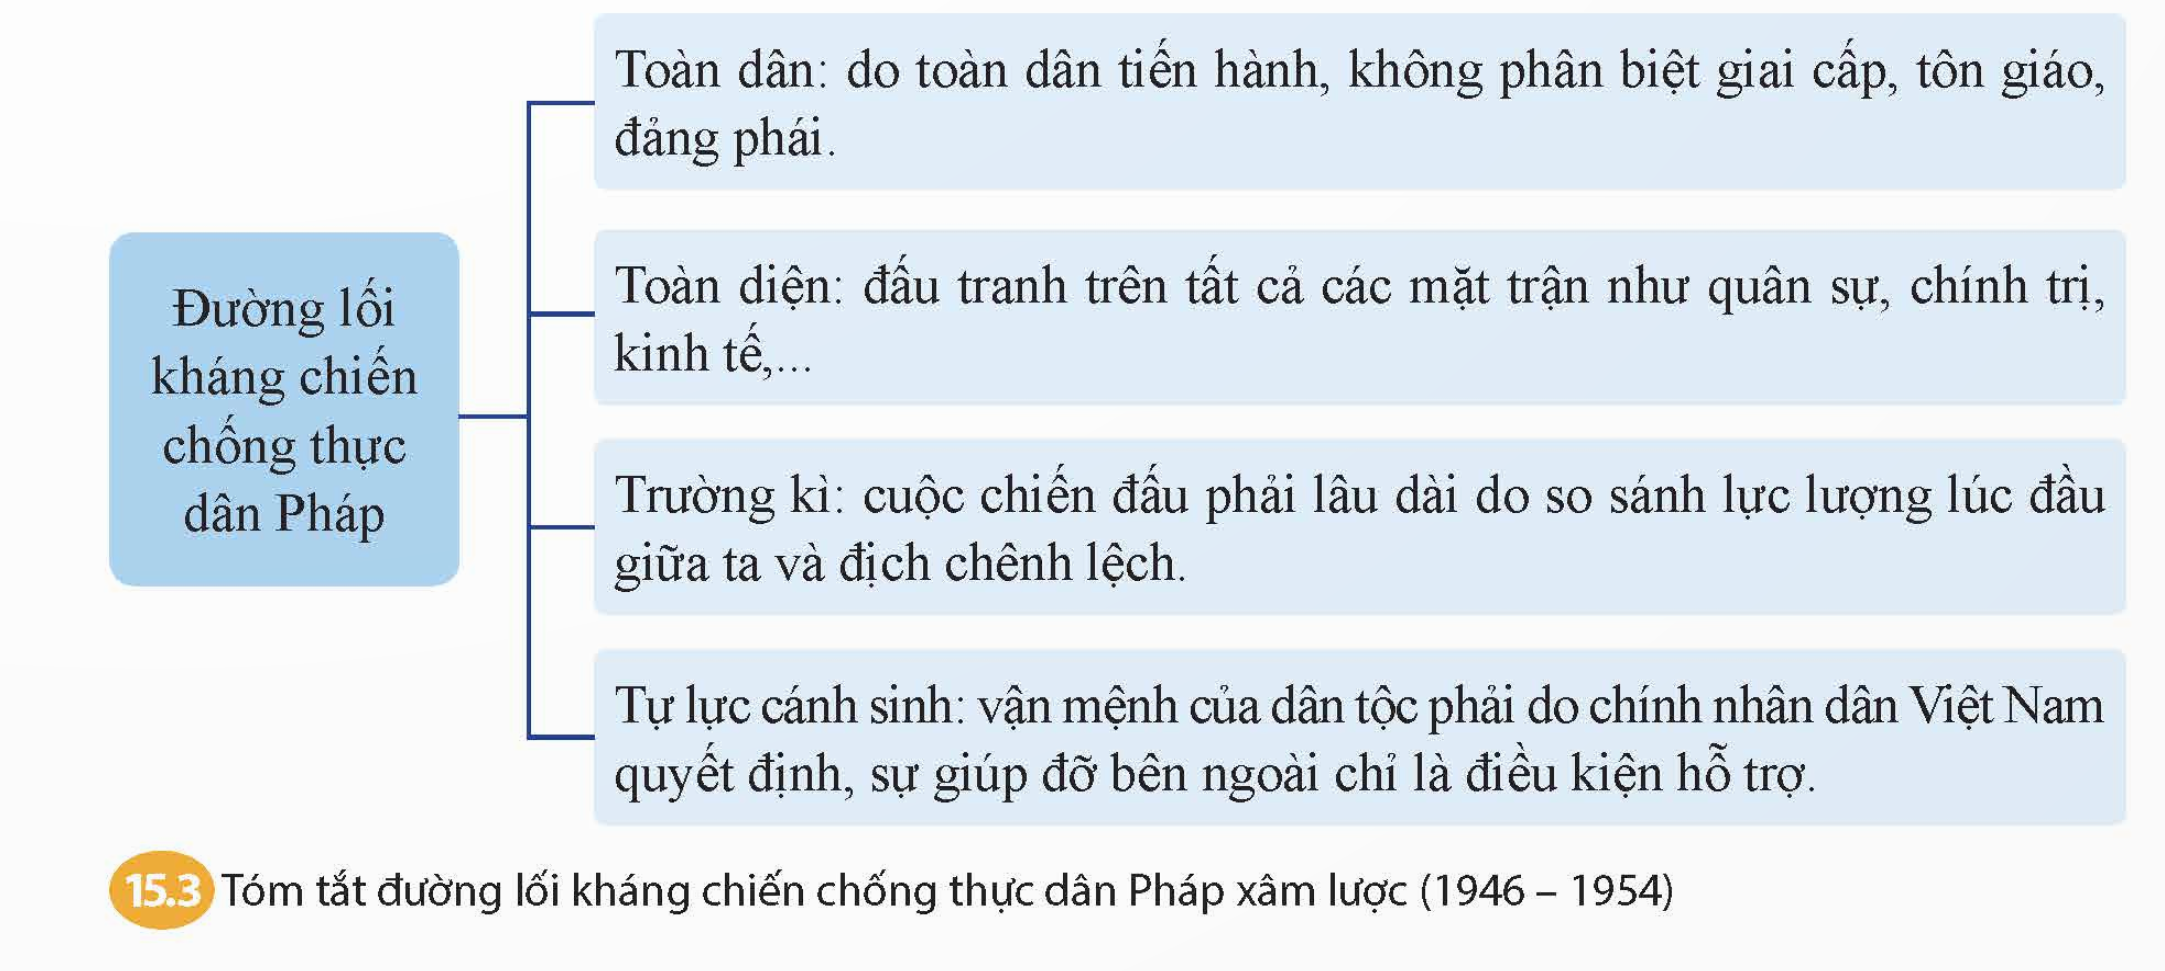 Toàn dân: do toàn dân tiến hành, không phân biệt giai cấp, tôn giáo,
đảng phái.
Toàn diện: đấu tranh trên tất cả các mặt trận như quân sự, chính trị,
kinh tế,...
Đường lối
kháng chiến
chống thực
dân Pháp
Trường kì: cuộc chiến đấu phải lâu dài do so sánh lực lượng lúc đầu
giữa ta và địch chênh lệch.
Tự lực cánh sinh: vận mệnh của dân tộc phải do chính nhân dân Việt Nam
quyết định, sự giúp đỡ bên ngoài chỉ là điều kiện hỗ trợ.
15.3 Tóm tắt đường lối kháng chiến chống thực dân Pháp xâm lược (1946 – 1954)